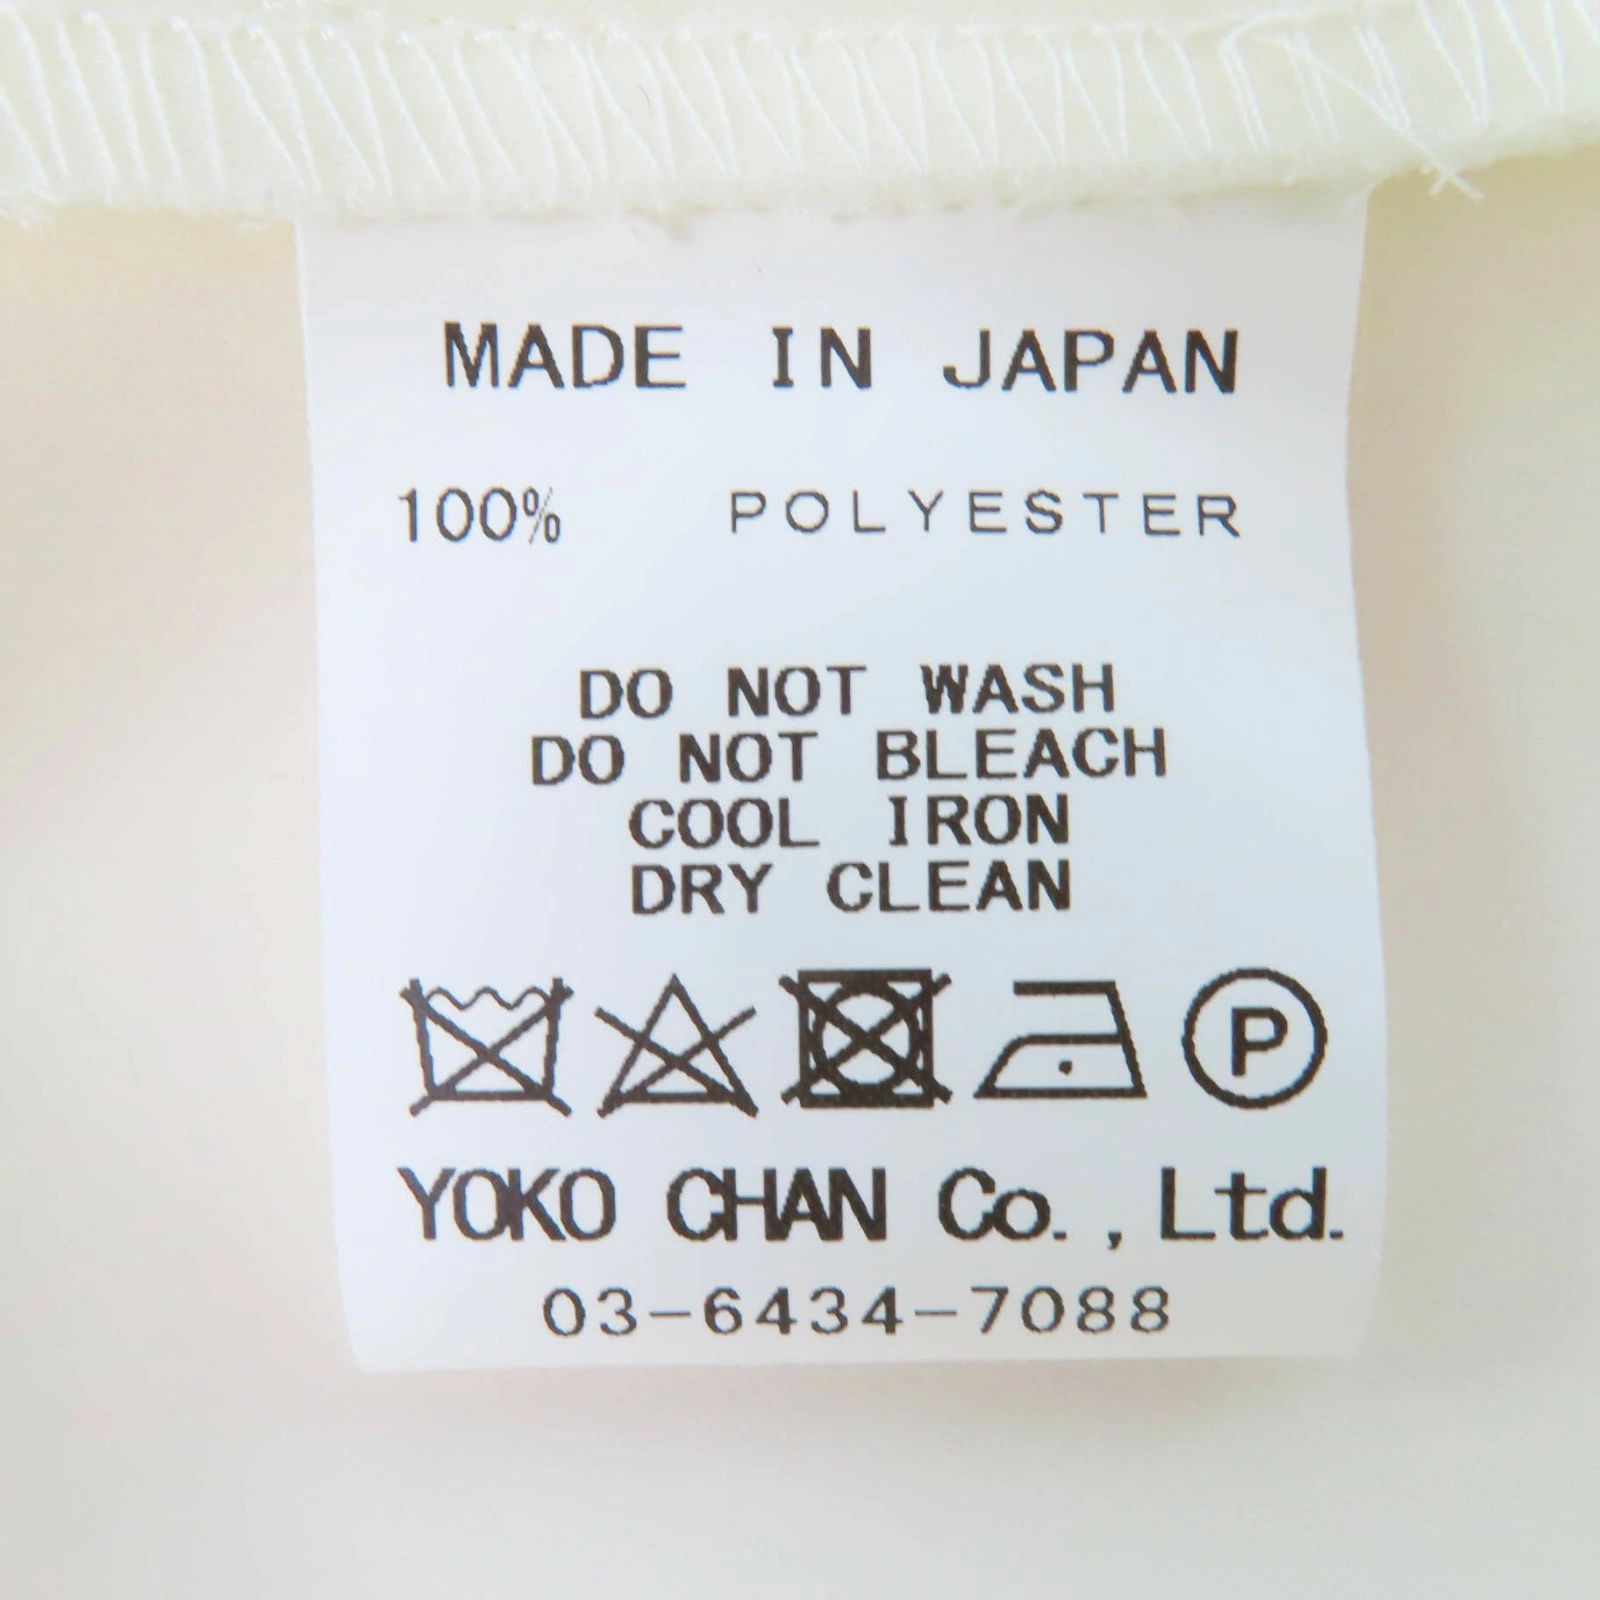 MADE IN JAPAN
100% POLYESTER
DO NOT WASH
DO NOT BLEACH
COOL IRON
DRY CLEAN
P
YOKO CHAN Co., Ltd.
03-6434-7088